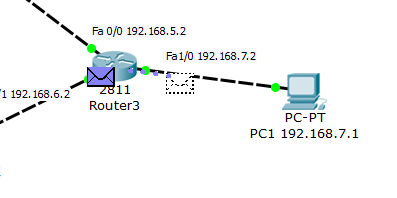 Fa 0/0 192.168.5.2
Fa1/0 192.168.7.2
/1 192.168.6.2
2811
Router3
PC-PT
PC1 192.168.7.1